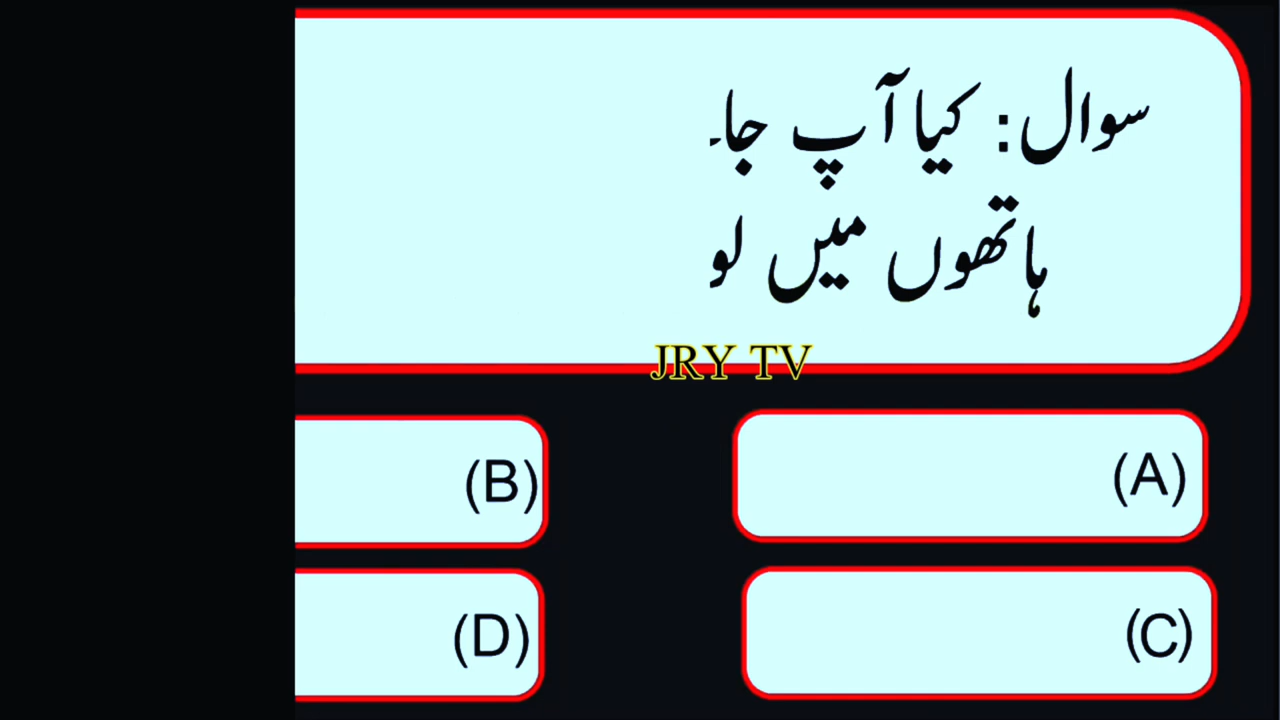 سوال: کیا آپ جا
ہاتھوں میں لو
JRY TV
(A)
(B)
(C)
(D)